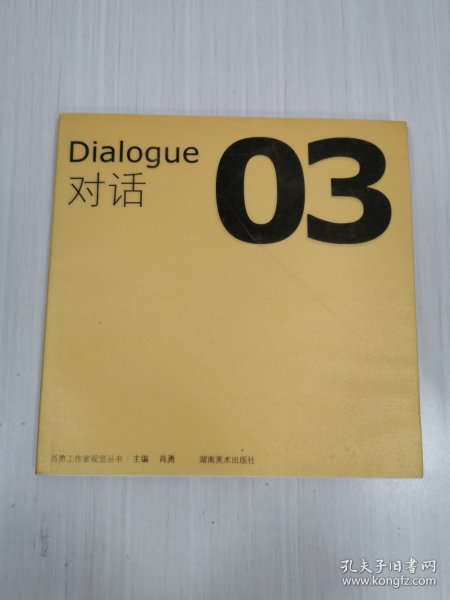 Dialogue
对话
03
肖勇工作室视觉丛书 主编 肖勇 湖南美术出版社
孔夫子旧书网
www.kongfz.com